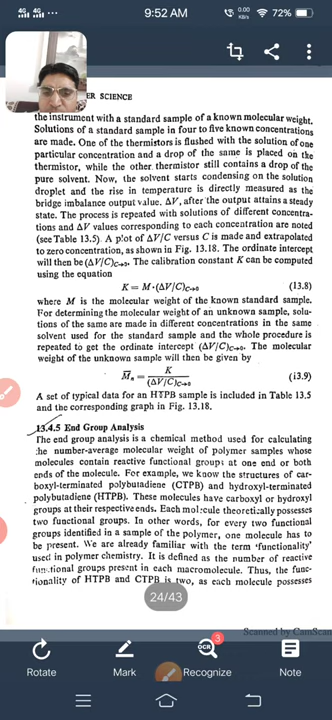 4G 4G ... 9:52 AM 0.00 KB/s 72%
ER SCIENCE
the instrument with a standard sample of a known molecular weight.
Solutions of a standard sample in four to five known concentrations
are made. One of the thermistors is flushed with the solution of one
particular concentration and a drop of the same is placed on the
thermistor, while the other thermistor still contains a drop of the
pure solvent. Now, the solvent starts condensing on the solution
droplet and the rise in temperature is directly measured as the
bridge imbalance output value. ΔV, after the output attains a steady
state. The process is repeated with solutions of different concentra-
tions and ΔV values corresponding to each concentration are noted
(see Table 13.5). A plot of ΔV/C versus C is made and extrapolated
to zero concentration, as shown in Fig. 13.18. The ordinate intercept
will then be (ΔV/C)C→0. The calibration constant K can be computed
using the equation
K = M·(ΔV/C)C→0 (13.8)
where M is the molecular weight of the known standard sample.
For determining the molecular weight of an unknown sample, solu-
tions of the same are made in different concentrations in the same
solvent used for the standard sample and the whole procedure is
repeated to get the ordinate intercept (ΔV/C)C→0. The molecular
weight of the unknown sample will then be given by
M̄n = K / (ΔV/C)C→0 (13.9)
A set of typical data for an HTPB sample is included in Table 13.5
and the corresponding graph in Fig. 13.18.
13.4.5 End Group Analysis
The end group analysis is a chemical method used for calculating
the number-average molecular weight of polymer samples whose
molecules contain reactive functional groups at one end or both
ends of the molecule. For example, we know the structures of car-
boxyl-terminated polybutadiene (CTPB) and hydroxyl-terminated
polybutadiene (HTPB). These molecules have carboxyl or hydroxyl
groups at their respective ends. Each molecule theoretically possesses
two functional groups. In other words, for every two functional
groups identified in a sample of the polymer, one molecule has to
be present. We are already familiar with the term 'functionality'
used in polymer chemistry. It is defined as the number of reactive
functional groups present in each macromolecule. Thus, the func-
tionality of HTPB and CTPB is two, as each molecule possesses
24/43
Scanned by CamScan
OCR 3
Rotate Mark Recognize Note